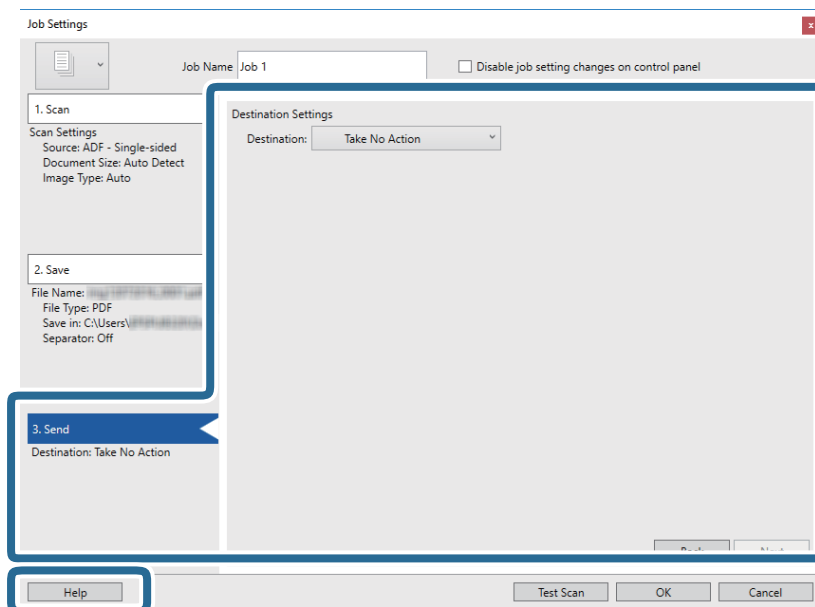 Job Settings
Job Name Job 1 Disable job setting changes on control panel
1. Scan
Scan Settings
Source: ADF - Single-sided
Document Size: Auto Detect
Image Type: Auto
2. Save
File Name:
File Type: PDF
Save in: C:\Users\
Separator: Off
3. Send
Destination: Take No Action
Destination Settings
Destination: Take No Action
Help Test Scan OK Cancel